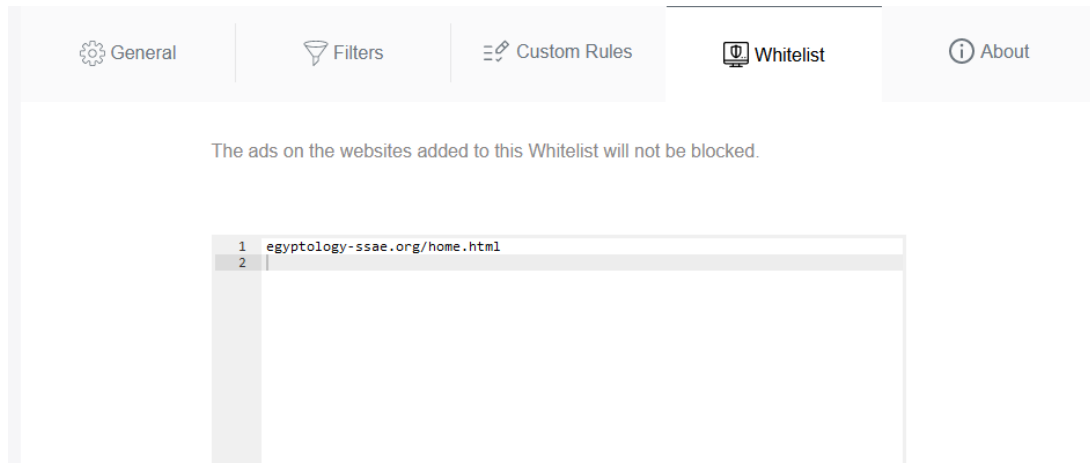 General Filters Custom Rules Whitelist About
The ads on the websites added to this Whitelist will not be blocked.
1 egyptology-ssae.org/home.html
2